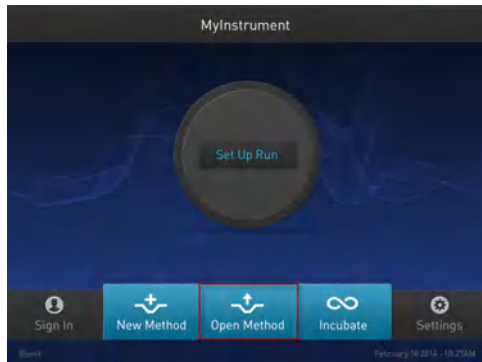 MyInstrument
Set Up Run
Sign In
New Method
Open Method
Incubate
Settings